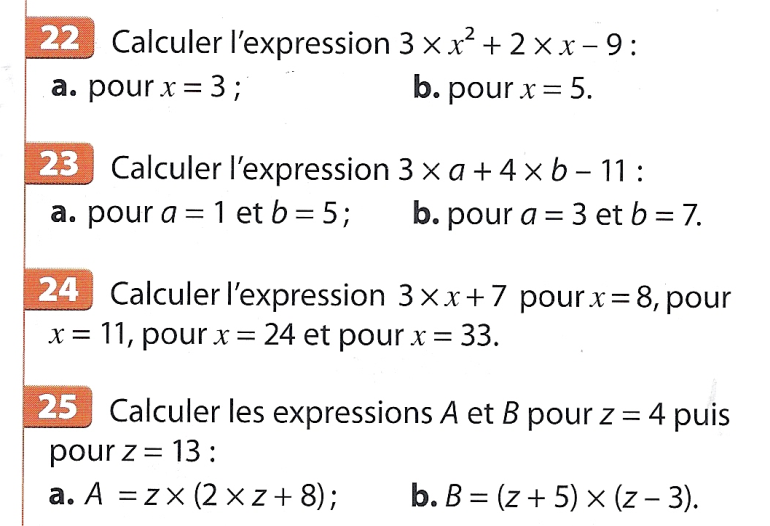 22 Calculer l'expression 3 × x² + 2 × x – 9 :
a. pour x = 3 ; b. pour x = 5.
23 Calculer l'expression 3 × a + 4 × b – 11 :
a. pour a = 1 et b = 5 ; b. pour a = 3 et b = 7.
24 Calculer l'expression 3 × x + 7 pour x = 8, pour
x = 11, pour x = 24 et pour x = 33.
25 Calculer les expressions A et B pour z = 4 puis
pour z = 13 :
a. A = z × (2 × z + 8) ; b. B = (z + 5) × (z – 3).